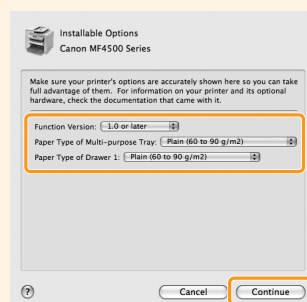 Installable Options
Canon MF4500 Series
Make sure your printer's options are accurately shown here so you can take
full advantage of them. For information on your printer and its optional
hardware, check the documentation that came with it.
Function Version: 1.0 or later
Paper Type of Multi-purpose Tray: Plain (60 to 90 g/m2)
Paper Type of Drawer 1: Plain (60 to 90 g/m2)
? Cancel Continue